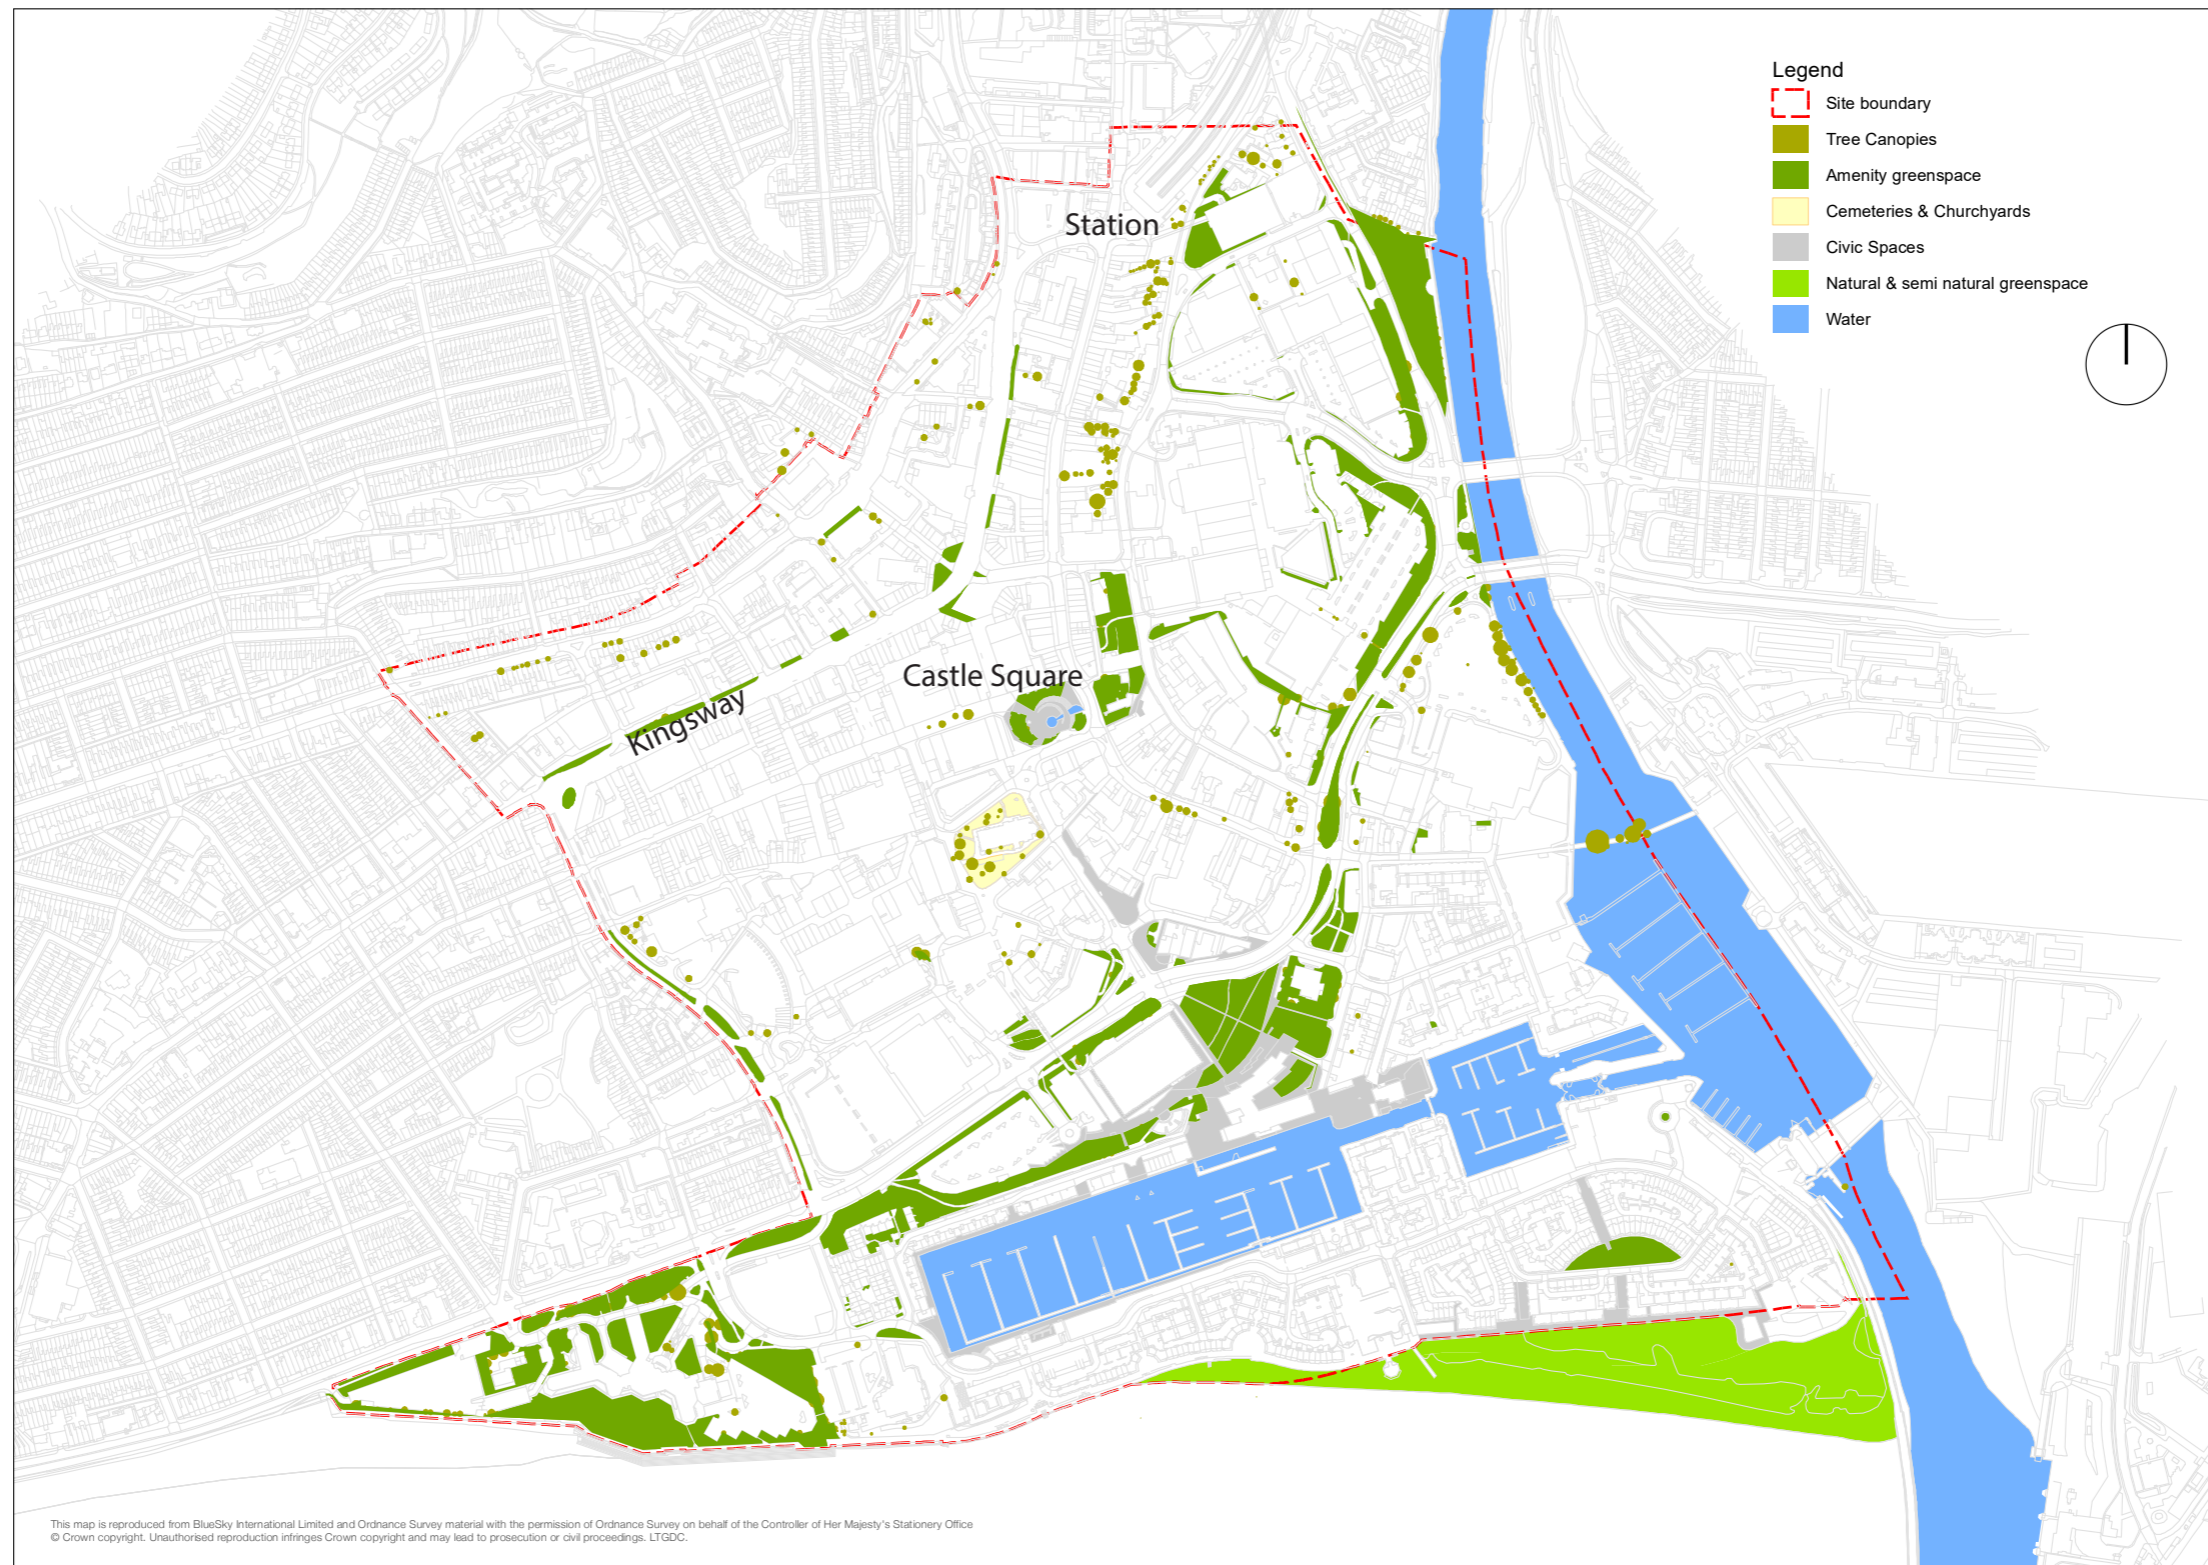 Legend
Site boundary
Tree Canopies
Amenity greenspace
Cemeteries & Churchyards
Civic Spaces
Natural & semi natural greenspace
Water
Station
Castle Square
Kingsway
This map is reproduced from BlueSky International Limited and Ordnance Survey material with the permission of Ordnance Survey on behalf of the Controller of Her Majesty's Stationery Office
© Crown copyright. Unauthorised reproduction infringes Crown copyright and may lead to prosecution or civil proceedings. LTGDC.